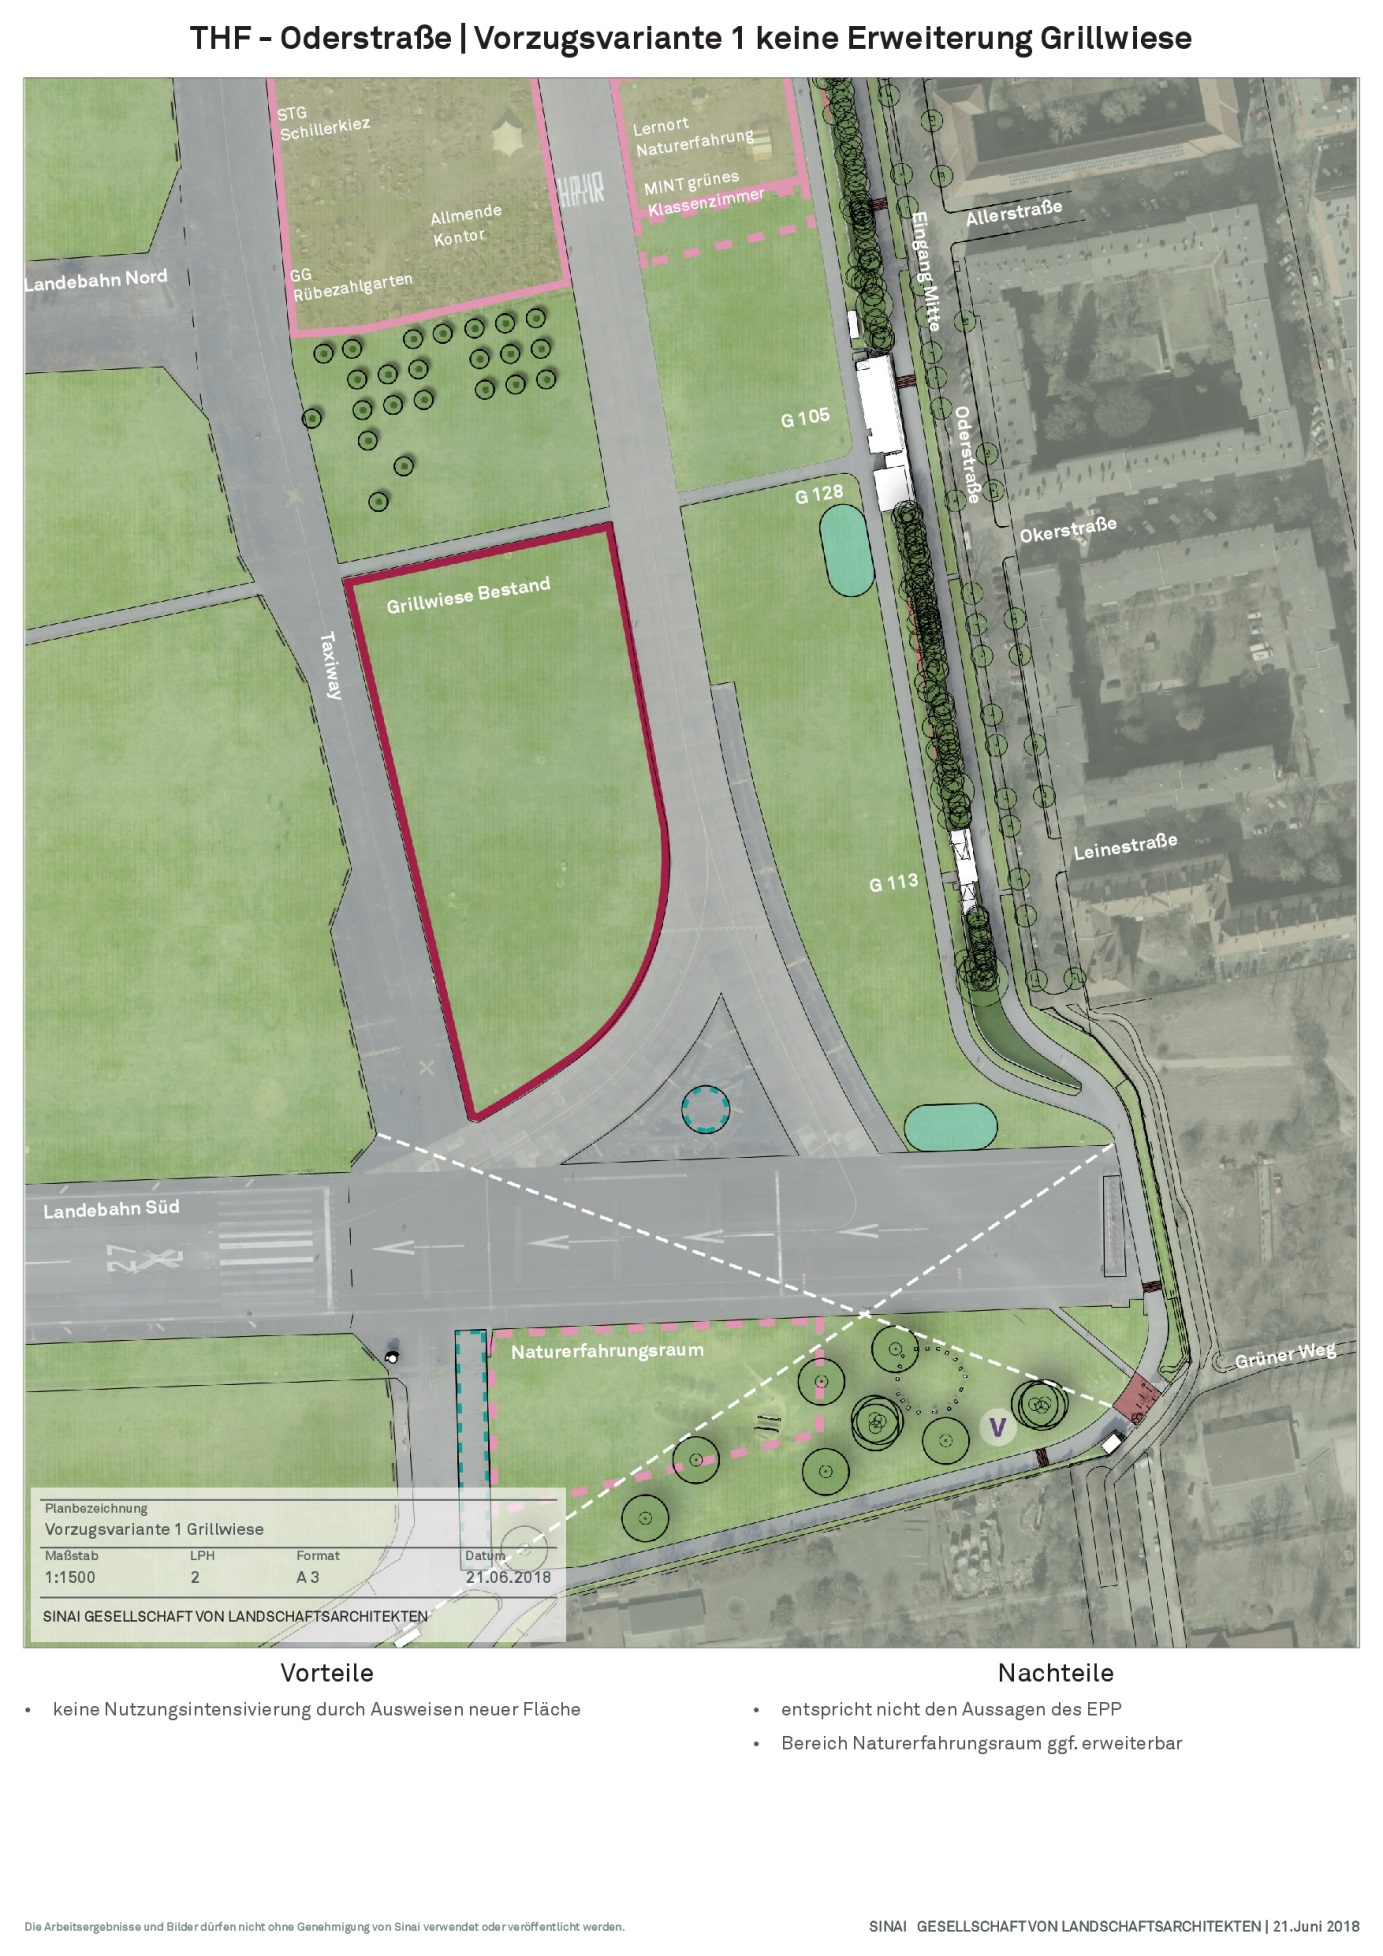 THF - Oderstraße | Vorzugsvariante 1 keine Erweiterung Grillwiese
STG
Schillerkiez
Lernort
Naturerfahrung
MINT grünes
Klassenzimmer
Allmende
Kontor
GG
Rübezahlgarten
Landebahn Nord
Eingang Mitte
Allerstraße
G 105
Oderstraße
G 128
Okerstraße
Grillwiese Bestand
Taxiway
Leinestraße
G 113
Landebahn Süd
27
Naturerfahrungsraum
Grüner Weg
V
Planbezeichnung
Vorzugsvariante 1 Grillwiese
Maßstab LPH Format Datum
1:1500 2 A 3 21.06.2018
SINAI GESELLSCHAFT VON LANDSCHAFTSARCHITEKTEN
Vorteile
• keine Nutzungsintensivierung durch Ausweisen neuer Fläche
Nachteile
• entspricht nicht den Aussagen des EPP
• Bereich Naturerfahrungsraum ggf. erweiterbar
Die Arbeitsergebnisse und Bilder dürfen nicht ohne Genehmigung von Sinai verwendet oder veröffentlicht werden.
SINAI GESELLSCHAFT VON LANDSCHAFTSARCHITEKTEN | 21.Juni 2018